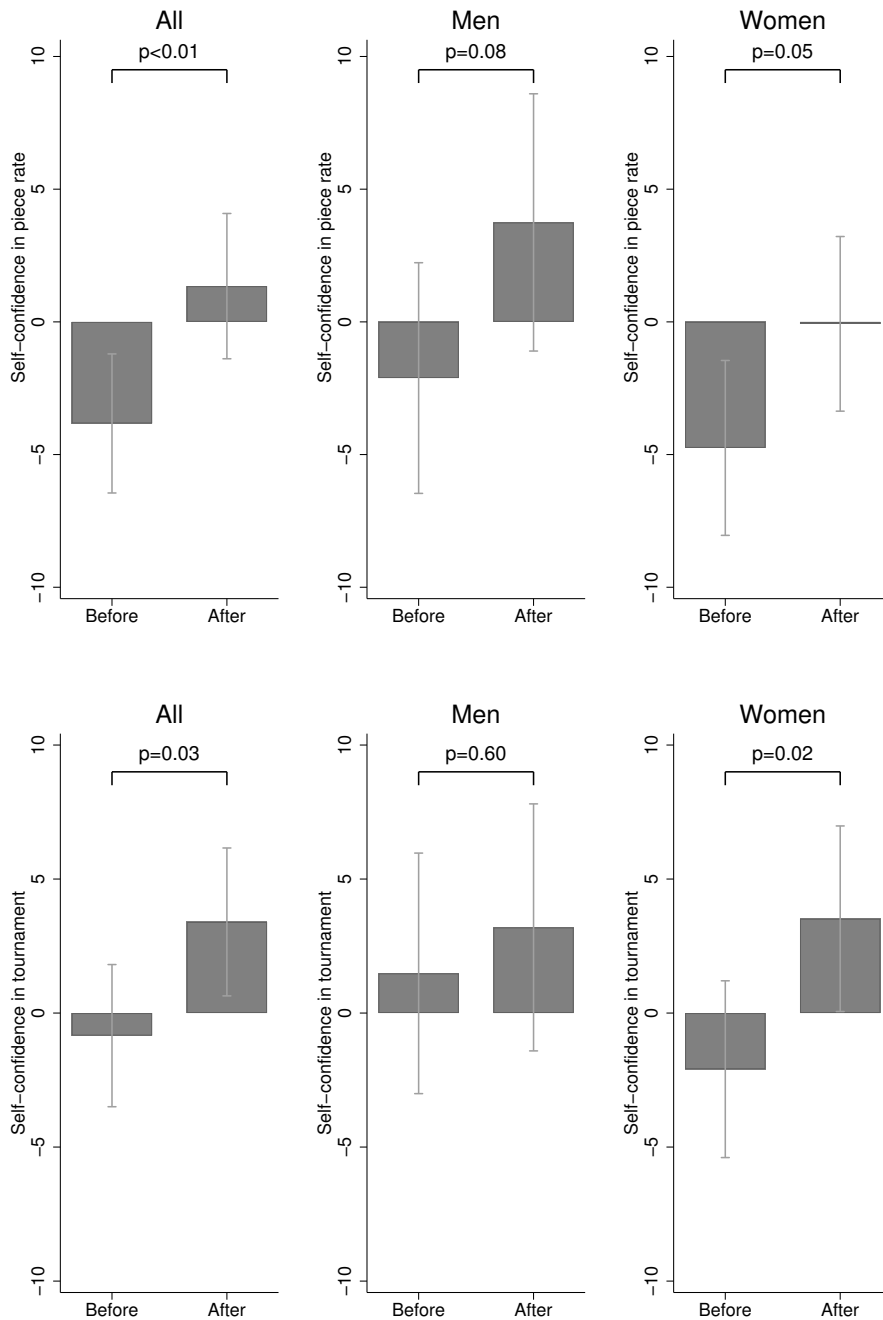 All
Men
Women
p<0.01
p=0.08
p=0.05
Self−confidence in piece rate
10
5
0
−5
−10
Before
After
Self−confidence in piece rate
10
5
0
−5
−10
Before
After
Self−confidence in piece rate
10
5
0
−5
−10
Before
After
All
Men
Women
p=0.03
p=0.60
p=0.02
Self−confidence in tournament
10
5
0
−5
−10
Before
After
Self−confidence in tournament
10
5
0
−5
−10
Before
After
Self−confidence in tournament
10
5
0
−5
−10
Before
After